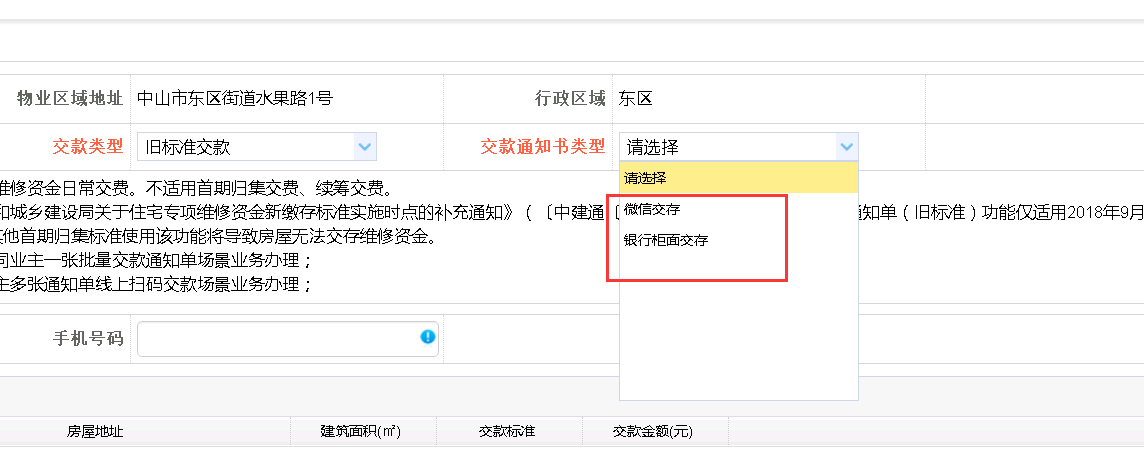 物业区域地址 中山市东区街道水果路1号 行政区域 东区
交款类型 旧标准交款 交款通知书类型 请选择
请选择
维修资金日常交费。不适用首期归集交费、续筹交费。
和城乡建设局关于住宅专项维修资金新缴存标准实施时点的补充通知》(〔中建通 通知单(旧标准)功能仅适用2018年9月
微信交存
其他首期归集标准使用该功能将导致房屋无法交存维修资金。
银行柜面交存
同业主一张批量交款通知单场景业务办理;
主多张通知单线上扫码交款场景业务办理;
手机号码
房屋地址 建筑面积(㎡) 交款标准 交款金额(元)